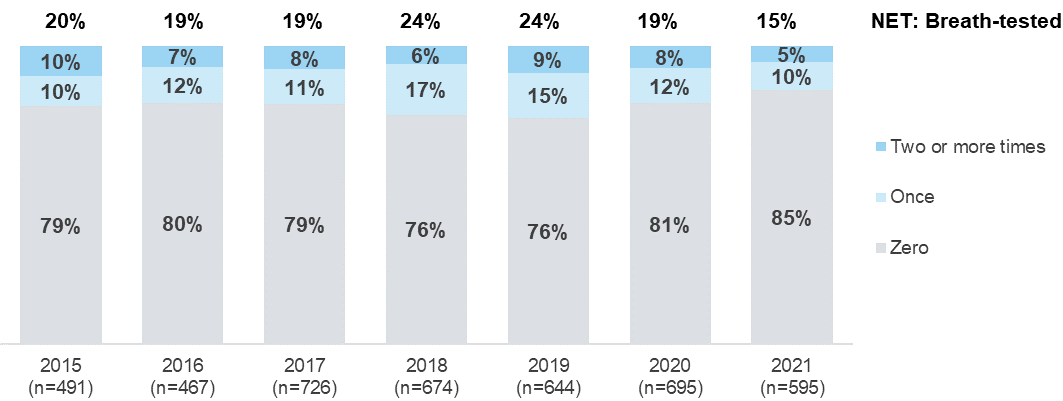 20% 19% 19% 24% 24% 19% 15% NET: Breath-tested
10% 7% 8% 6% 9% 8% 5%
10% 12% 11% 17% 15% 12% 10%
Two or more times
Once
79% 80% 79% 76% 76% 81% 85%
Zero
2015 2016 2017 2018 2019 2020 2021
(n=491) (n=467) (n=726) (n=674) (n=644) (n=695) (n=595)